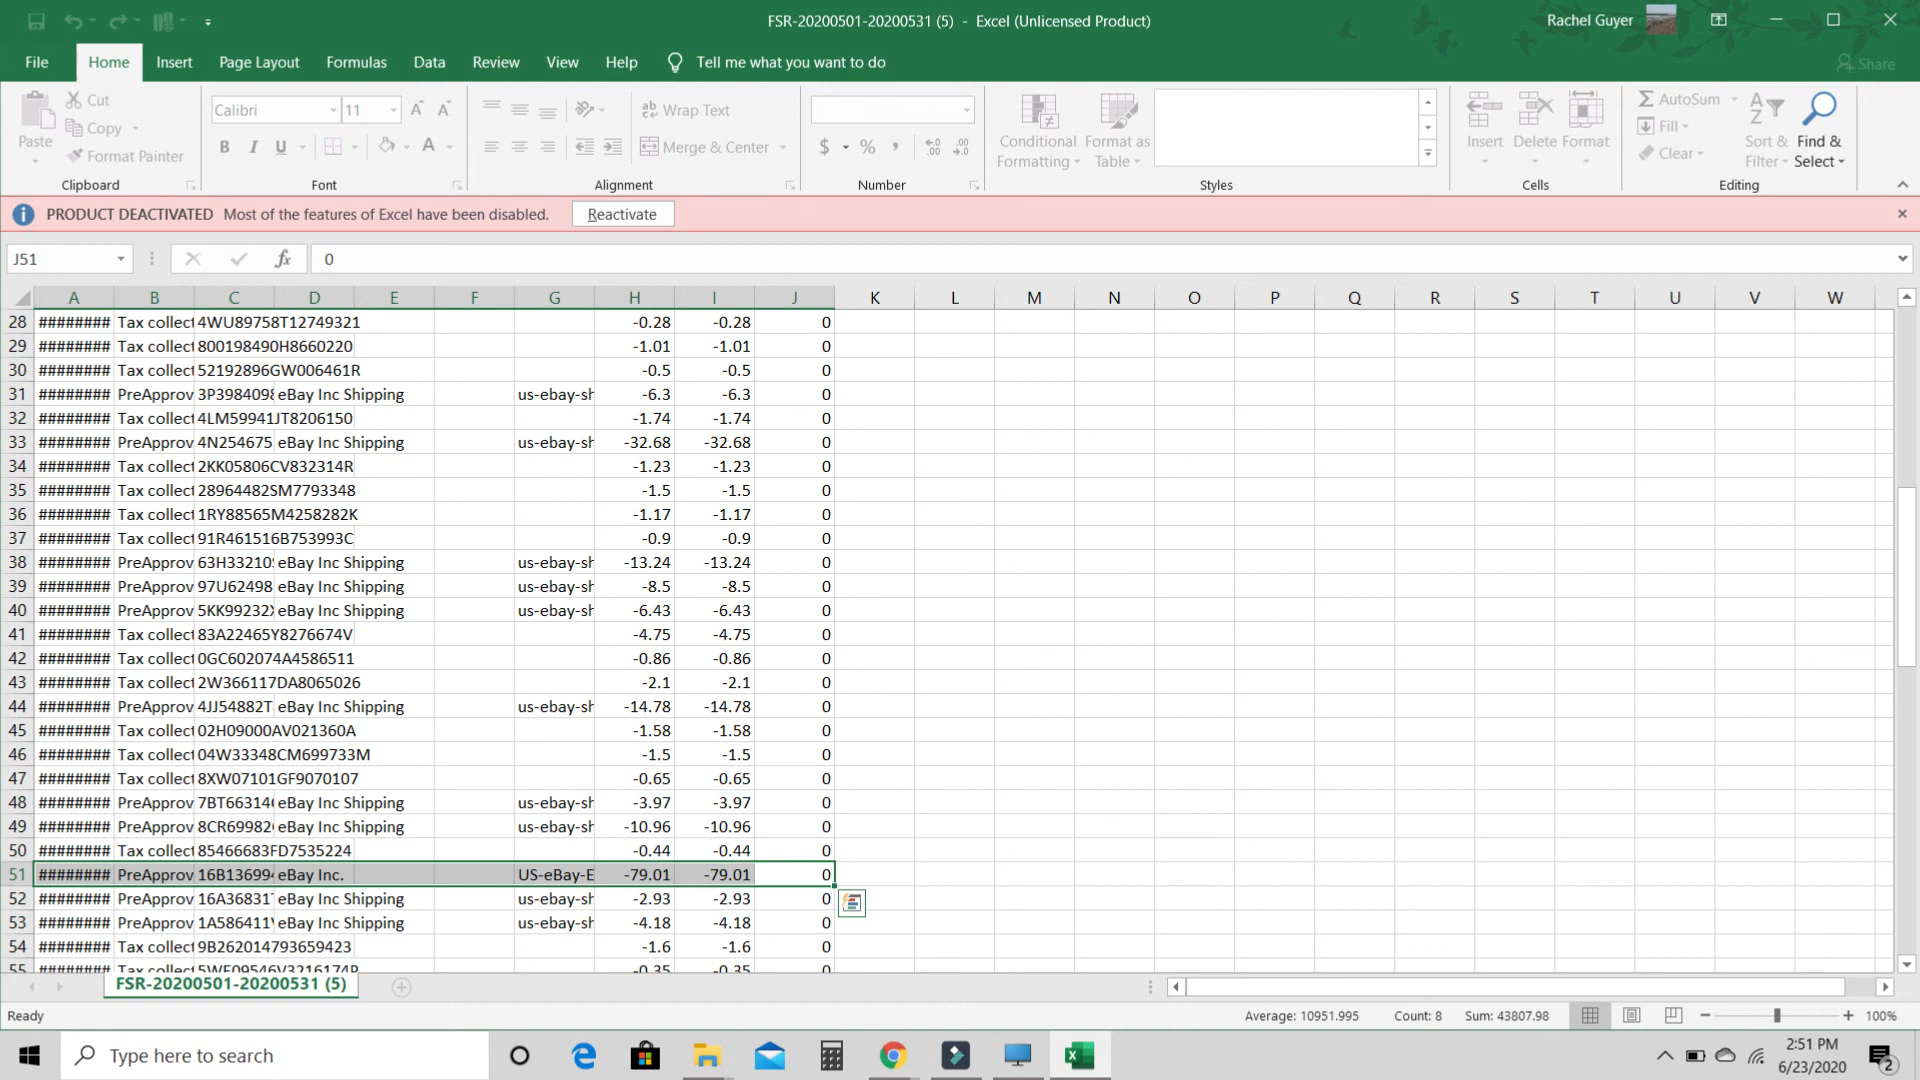 FSR-20200501-20200531 (5) - Excel (Unlicensed Product)
Rachel Guyer
File Home Insert Page Layout Formulas Data Review View Help Tell me what you want to do Share
Paste
Cut
Copy
Format Painter
Clipboard
Calibri 11
B I U
Font
Wrap Text
Merge & Center
Alignment
$ %
Number
Conditional Formatting
Format as Table
Styles
Insert Delete Format
Cells
AutoSum
Fill
Clear
Sort & Filter
Find & Select
Editing
PRODUCT DEACTIVATED Most of the features of Excel have been disabled. Reactivate
J51 fx 0
A B C D E F G H I J K L M N O P Q R S T U V W
28 ######## Tax collect 4WU89758T12749321 -0.28 -0.28 0
29 ######## Tax collect 800198490H8660220 -1.01 -1.01 0
30 ######## Tax collect 52192896GW006461R -0.5 -0.5 0
31 ######## PreApprov 3P398409 eBay Inc Shipping us-ebay-sh -6.3 -6.3 0
32 ######## Tax collect 4LM59941JT8206150 -1.74 -1.74 0
33 ######## PreApprov 4N254675 eBay Inc Shipping us-ebay-sh -32.68 -32.68 0
34 ######## Tax collect 2KK05806CV832314R -1.23 -1.23 0
35 ######## Tax collect 28964482SM7793348 -1.5 -1.5 0
36 ######## Tax collect 1RY88565M4258282K -1.17 -1.17 0
37 ######## Tax collect 91R461516B753993C -0.9 -0.9 0
38 ######## PreApprov 63H33210 eBay Inc Shipping us-ebay-sh -13.24 -13.24 0
39 ######## PreApprov 97U62498 eBay Inc Shipping us-ebay-sh -8.5 -8.5 0
40 ######## PreApprov 5KK99232 eBay Inc Shipping us-ebay-sh -6.43 -6.43 0
41 ######## Tax collect 83A22465Y8276674V -4.75 -4.75 0
42 ######## Tax collect 0GC602074A4586511 -0.86 -0.86 0
43 ######## Tax collect 2W366117DA8065026 -2.1 -2.1 0
44 ######## PreApprov 4JJ54882T eBay Inc Shipping us-ebay-sh -14.78 -14.78 0
45 ######## Tax collect 02H09000AV021360A -1.58 -1.58 0
46 ######## Tax collect 04W33348CM699733M -1.5 -1.5 0
47 ######## Tax collect 8XW07101GF9070107 -0.65 -0.65 0
48 ######## PreApprov 7BT66314 eBay Inc Shipping us-ebay-sh -3.97 -3.97 0
49 ######## PreApprov 8CR69982 eBay Inc Shipping us-ebay-sh -10.96 -10.96 0
50 ######## Tax collect 85466683FD7535224 -0.44 -0.44 0
51 ######## PreApprov 16B136994 eBay Inc. US-eBay-E -79.01 -79.01 0
52 ######## PreApprov 16A36831 eBay Inc Shipping us-ebay-sh -2.93 -2.93 0
53 ######## PreApprov 1A586411 eBay Inc Shipping us-ebay-sh -4.18 -4.18 0
54 ######## Tax collect 9B262014793659423 -1.6 -1.6 0
55 ######## Tax collect 5WE09546V3216174R -0.35 -0.35 0
FSR-20200501-20200531 (5)
Ready Average: 10951.995 Count: 8 Sum: 43807.98 100%
Type here to search
2:51 PM
6/23/2020
2